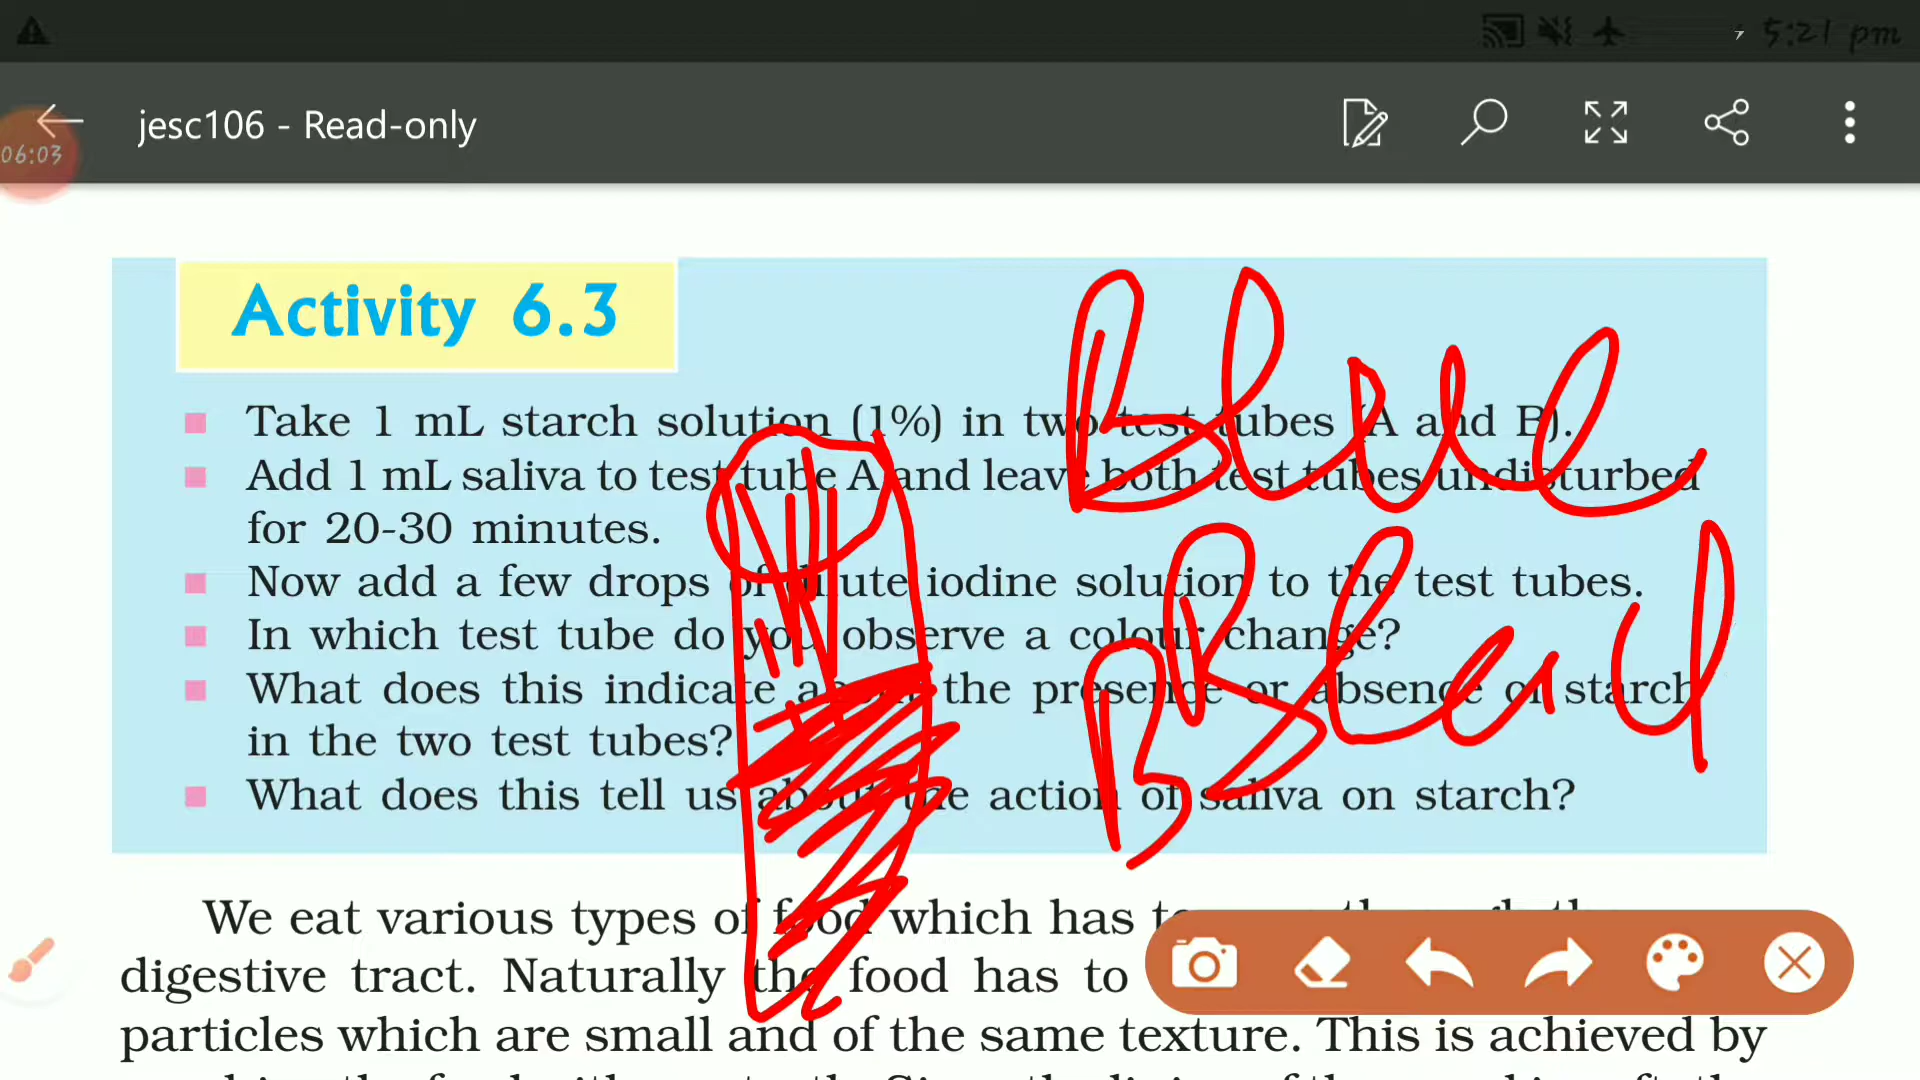 5:21 pm
jesc106 - Read-only
06:03
Activity 6.3
Blue
Take 1 mL starch solution (1%) in two test tubes (A and B).
Add 1 mL saliva to test tube A and leave both test tubes undisturbed
for 20-30 minutes.
Now add a few drops of dilute iodine solution to the test tubes.
In which test tube do you observe a colour change?
What does this indicate about the presence or absence of starch
in the two test tubes?
What does this tell us about the action of saliva on starch?
B
We eat various types of food which has to
digestive tract. Naturally the food has to
particles which are small and of the same texture. This is achieved by